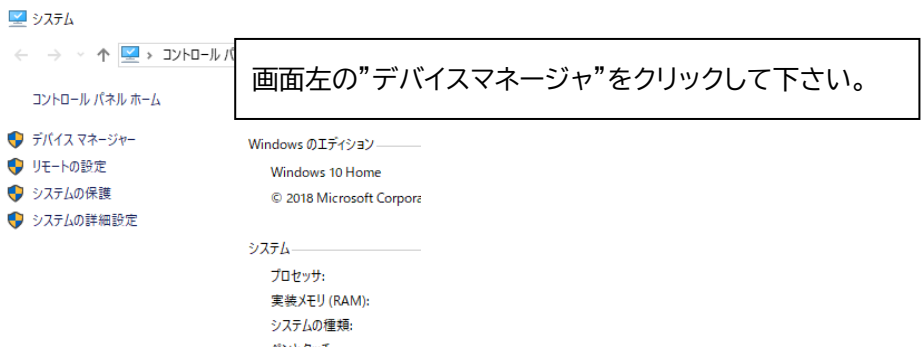 システム
コントロール パ
画面左の”デバイスマネージャ”をクリックして下さい。
コントロール パネル ホーム
デバイス マネージャー
リモートの設定
システムの保護
システムの詳細設定
Windows のエディション
Windows 10 Home
© 2018 Microsoft Corpora
システム
プロセッサ:
実装メモリ (RAM):
システムの種類: